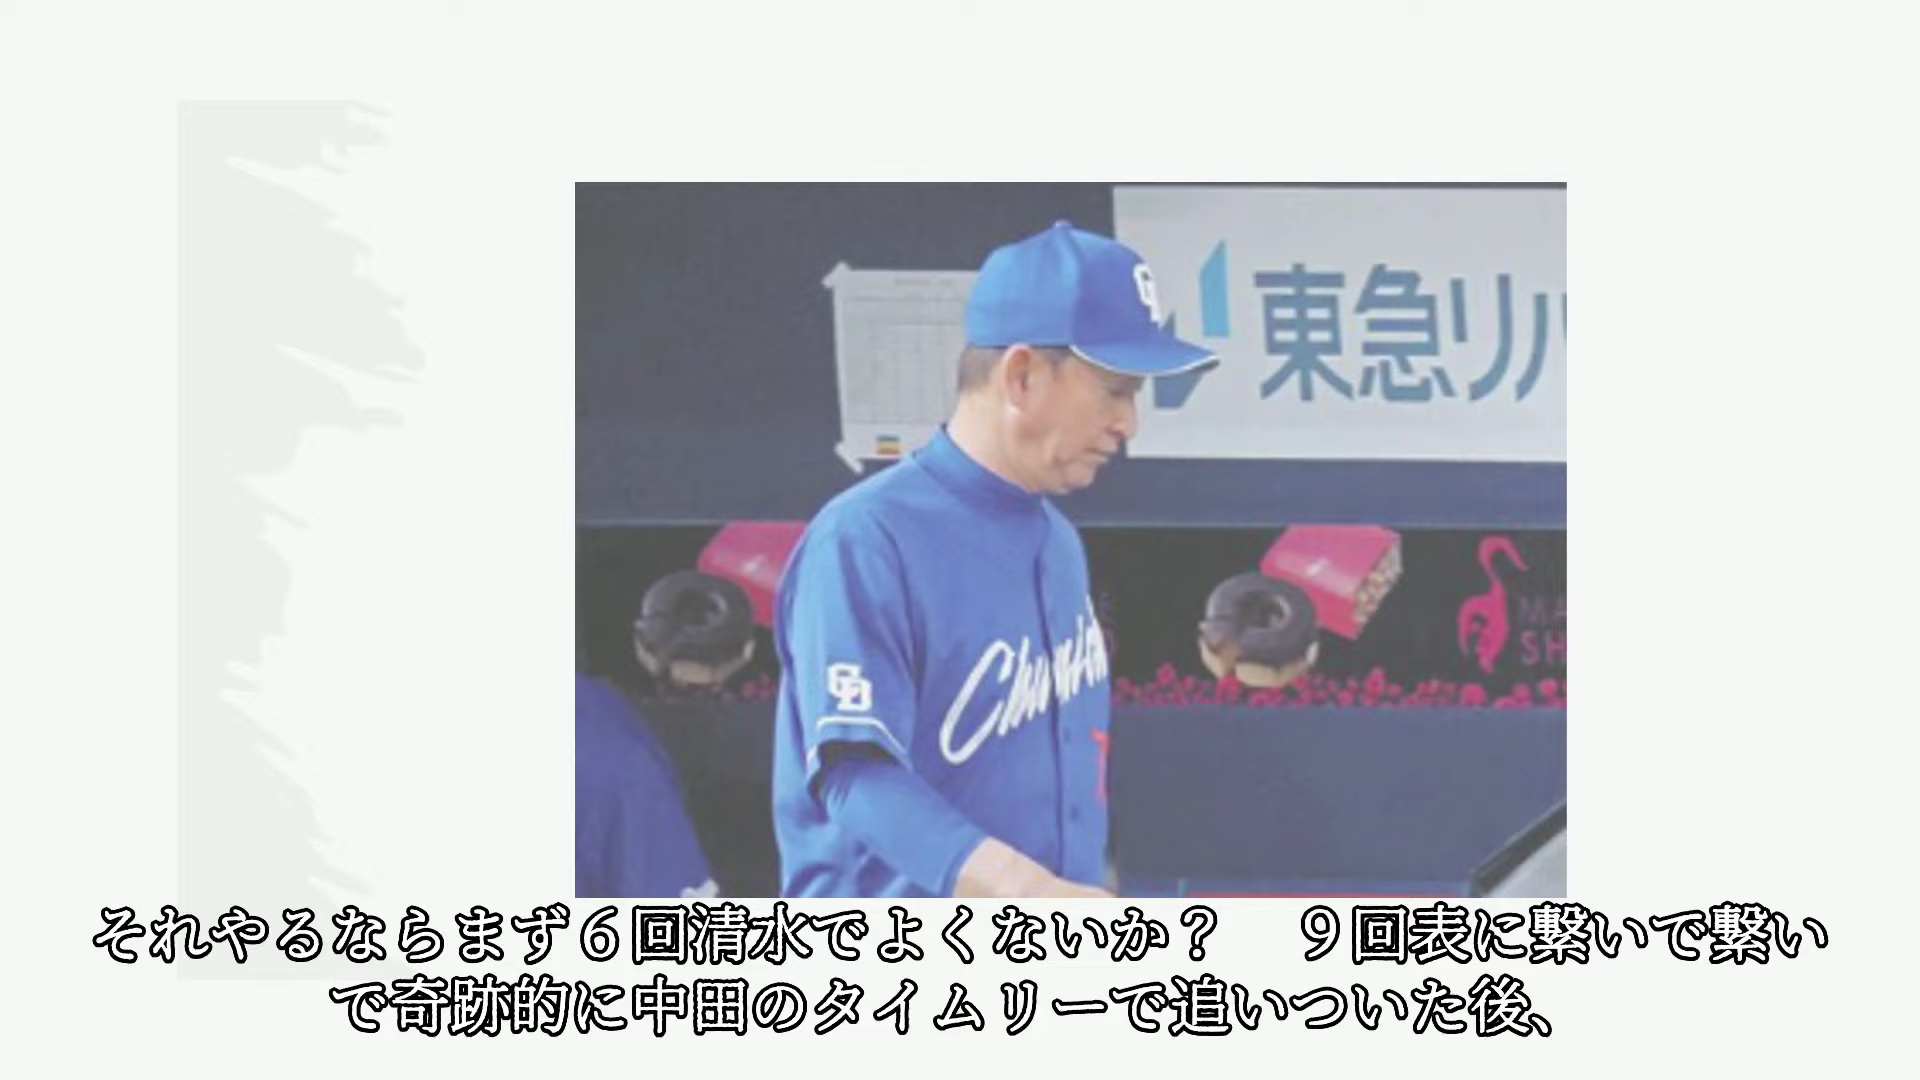 東急リバ
CD
Chunichi
MA
SH
それやるならまず６回清水でよくないか？　９回表に繋いで繋い
で奇跡的に中田のタイムリーで追いついた後、